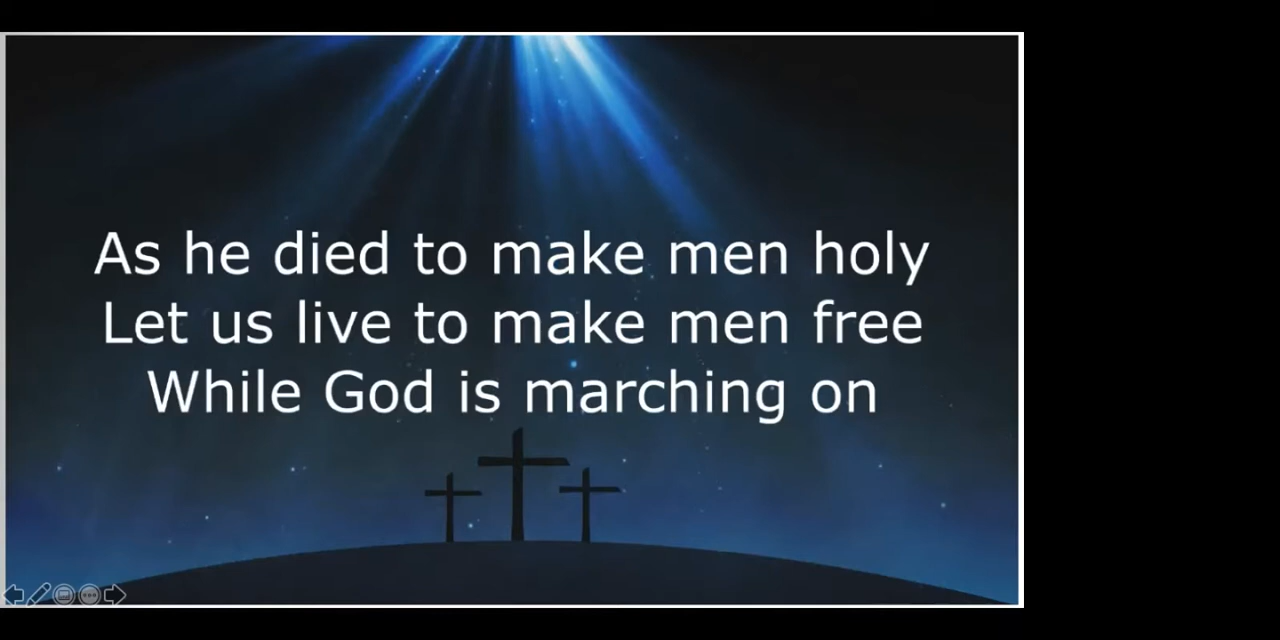 As he died to make men holy
Let us live to make men free
While God is marching on